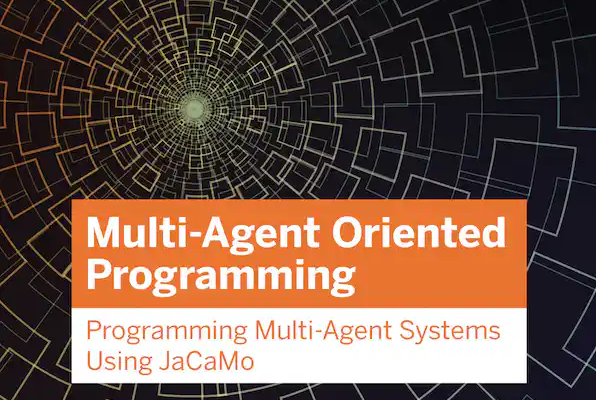 Multi-Agent Oriented
Programming
Programming Multi-Agent Systems
Using JaCaMo